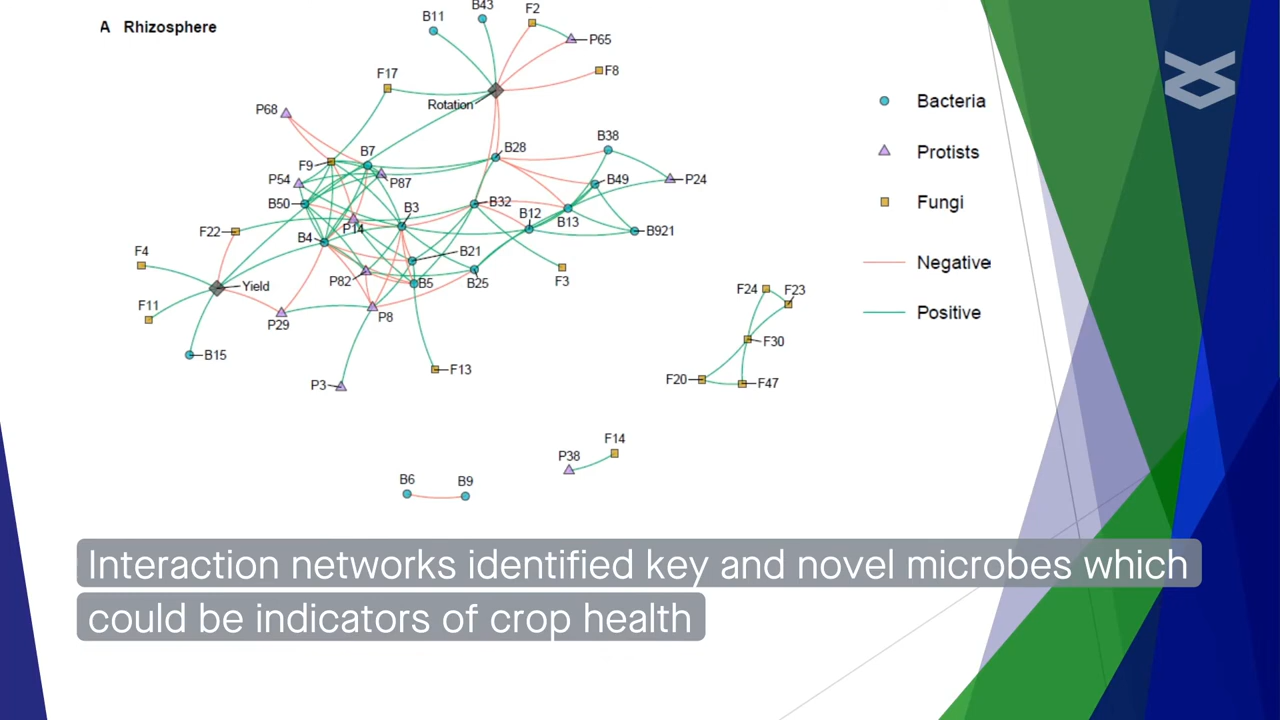 A Rhizosphere
B11
B43
F2
P65
F8
F17
Rotation
P68
B7
B28
B38
F9
P54
P87
B49
P24
B50
B3
B32
B12
B13
B921
F22
P14
B4
B21
F4
P82
B5
B25
F3
Yield
F11
P29
P8
B15
P3
F13
F24
F23
F30
F20
F47
F14
P38
B6
B9
Bacteria
Protists
Fungi
Negative
Positive
Interaction networks identified key and novel microbes which
could be indicators of crop health